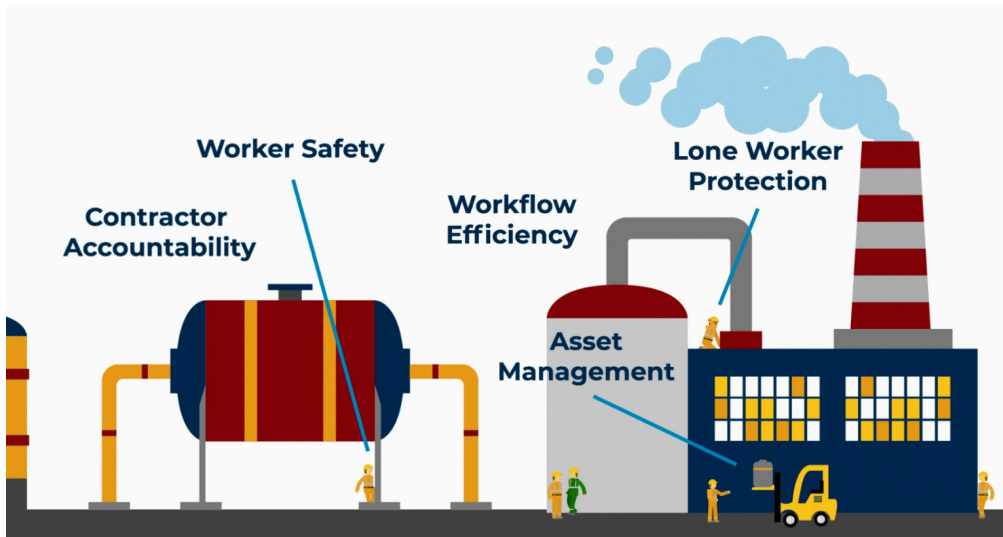 Worker Safety
Contractor
Accountability
Workflow
Efficiency
Lone Worker
Protection
Asset
Management